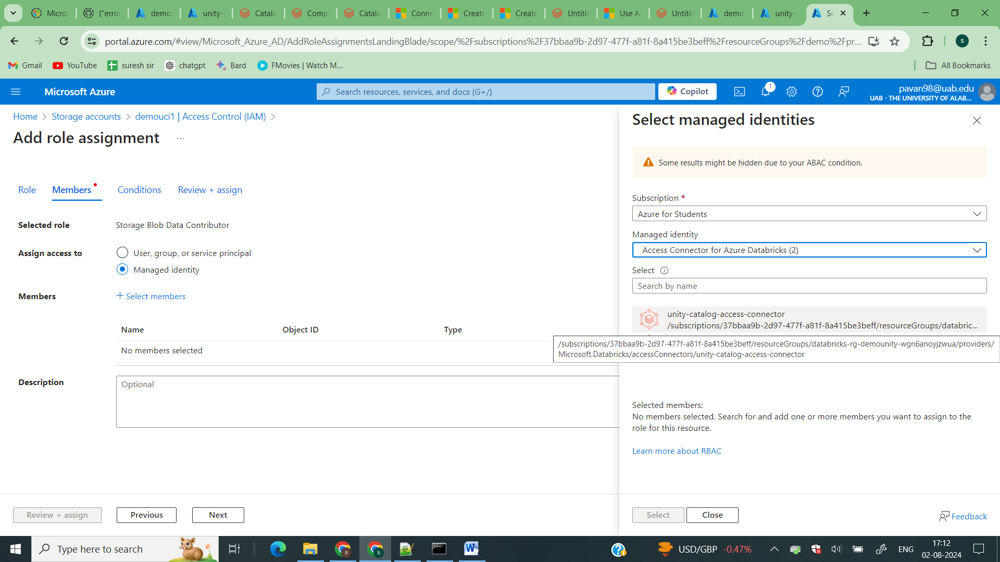 Micros
{"error
demou
unity-c
Catalo
Comp
Catalo
Conne
Create
Create
Untitle
Use Az
Untitle
demo
unity-
Se
portal.azure.com/#view/Microsoft_Azure_AD/AddRoleAssignmentsLandingBlade/scope/%2Fsubscriptions%2F37bbaa9b-2d97-477f-a81f-8a415be3beff%2FresourceGroups%2Fdemo%2Fpr...
S
Gmail
YouTube
suresh sir
chatgpt
Bard
FMovies | Watch M...
All Bookmarks
Microsoft Azure
Search resources, services, and docs (G+/)
Copilot
1
pavan98@uab.edu
UAB - THE UNIVERSITY OF ALAB...
Home > Storage accounts > demouci1 | Access Control (IAM) >
Add role assignment ...
Role
Members
Conditions
Review + assign
Selected role
Storage Blob Data Contributor
Assign access to
User, group, or service principal
Managed identity
Members
+ Select members
Name
Object ID
Type
No members selected
Description
Optional
Review + assign
Previous
Next
Select managed identities
Some results might be hidden due to your ABAC condition.
Subscription *
Azure for Students
Managed identity
Access Connector for Azure Databricks (2)
Select
Search by name
unity-catalog-access-connector
/subscriptions/37bbaa9b-2d97-477f-a81f-8a415be3beff/resourceGroups/databric...
/subscriptions/37bbaa9b-2d97-477f-a81f-8a415be3beff/resourceGroups/databricks-rg-demounity-wgn6anoyjzwua/providers/
Microsoft.Databricks/accessConnectors/unity-catalog-access-connector
Selected members:
No members selected. Search for and add one or more members you want to assign to the
role for this resource.
Learn more about RBAC
Select
Close
Feedback
Type here to search
USD/GBP -0.47%
ENG
17:12
02-08-2024